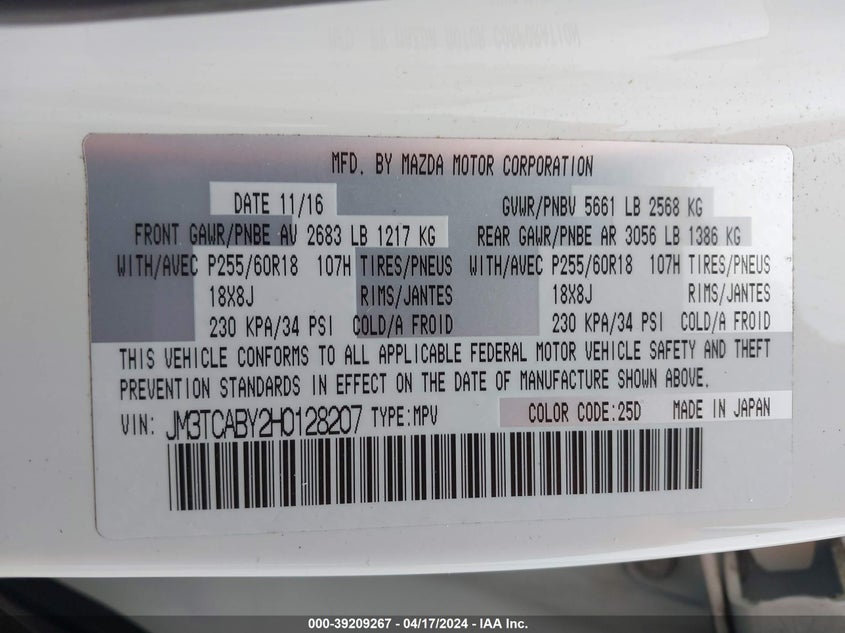 MFD. BY MAZDA MOTOR CORPORATION
DATE 11/16 GVWR/PNBV 5661 LB 2568 KG
FRONT GAWR/PNBE AV 2683 LB 1217 KG REAR GAWR/PNBE AR 3056 LB 1386 KG
WITH/AVEC P255/60R18 107H TIRES/PNEUS WITH/AVEC P255/60R18 107H TIRES/PNEUS
18X8J RIMS/JANTES 18X8J RIMS/JANTES
230 KPA/34 PSI COLD/A FROID 230 KPA/34 PSI COLD/A FROID
THIS VEHICLE CONFORMS TO ALL APPLICABLE FEDERAL MOTOR VEHICLE SAFETY AND THEFT
PREVENTION STANDARDS IN EFFECT ON THE DATE OF MANUFACTURE SHOWN ABOVE.
VIN: JM3TCABY2H0128207 TYPE:MPV COLOR CODE:25D MADE IN JAPAN
000-39209267 - 04/17/2024 - IAA Inc.